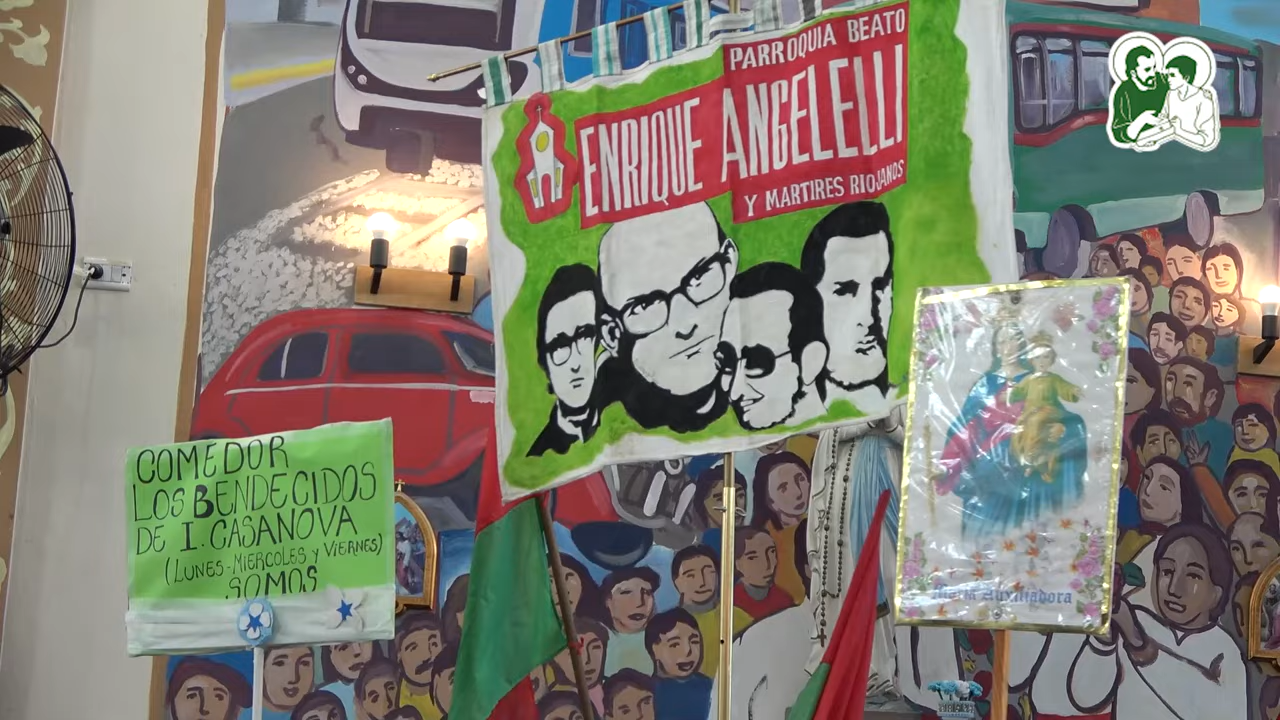 PARROQUIA BEATO
ENRIQUE ANGELELLI
Y MARTIRES RIOJANOS
COMEDOR
LOS BENDECIDOS
DE I. CASANOVA
(LUNES-MIERCOLES y VIERNES)
SOMOS
María Auxiliadora